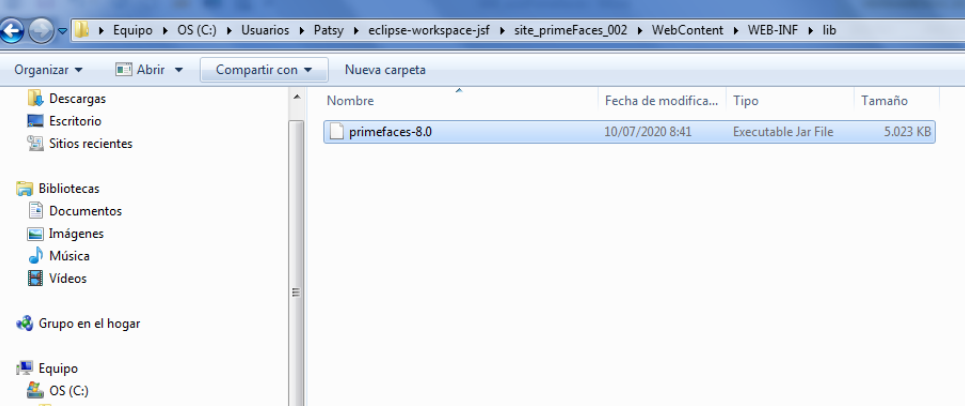 Equipo ▸ OS (C:) ▸ Usuarios ▸ Patsy ▸ eclipse-workspace-jsf ▸ site_primeFaces_002 ▸ WebContent ▸ WEB-INF ▸ lib
Organizar Abrir Compartir con Nueva carpeta
Nombre Fecha de modifica... Tipo Tamaño
Descargas
Escritorio
Sitios recientes
Bibliotecas
Documentos
Imágenes
Música
Vídeos
Grupo en el hogar
Equipo
OS (C:)
primefaces-8.0 10/07/2020 8:41 Executable Jar File 5.023 KB